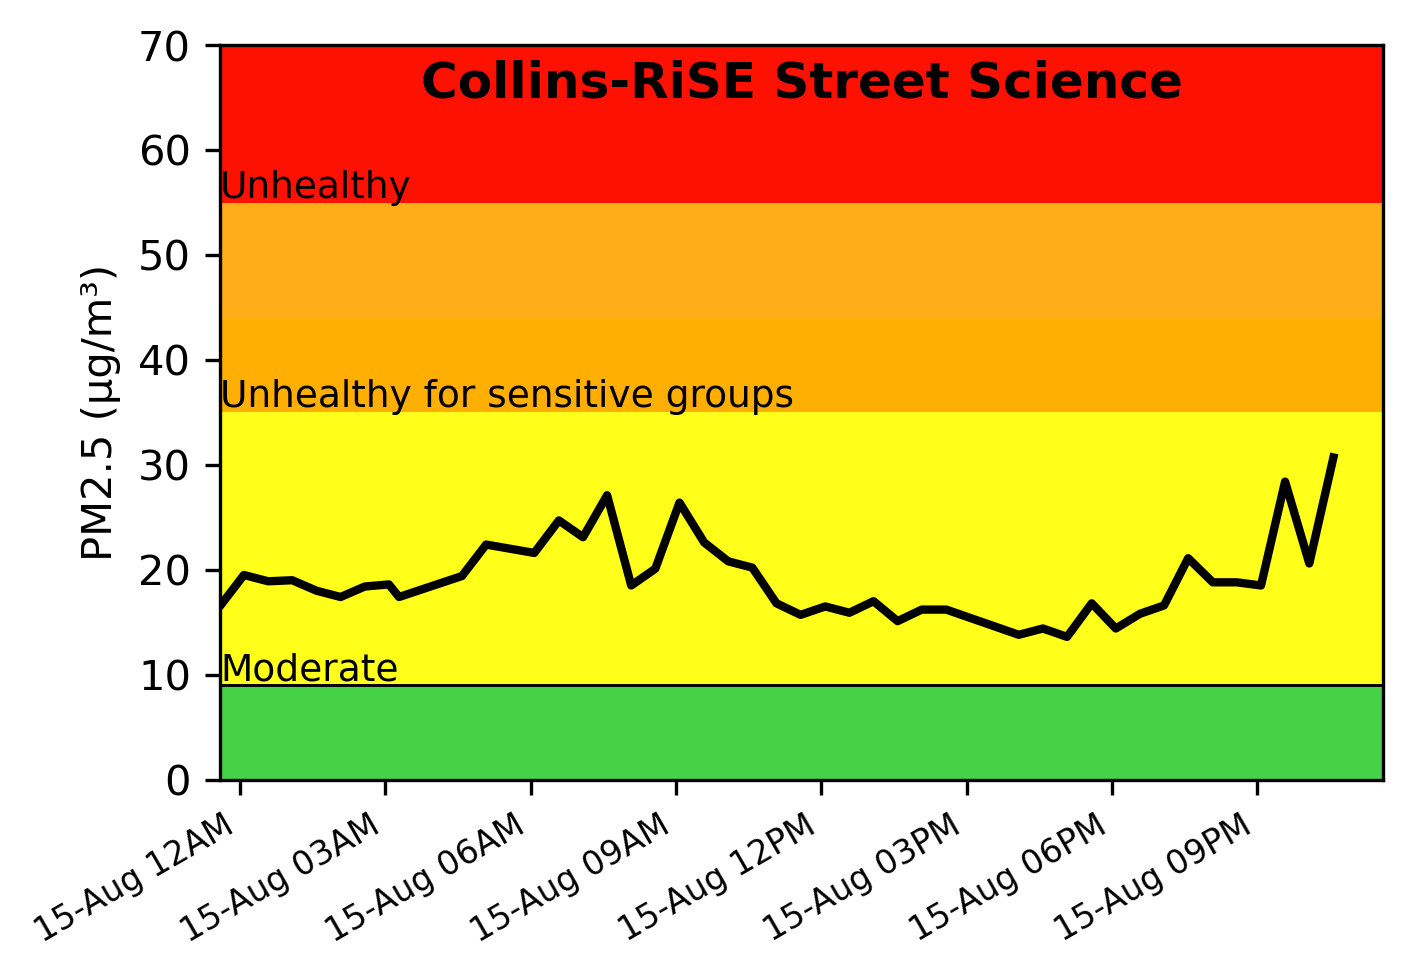 Collins-RiSE Street Science
70
60
Unhealthy
50
40
Unhealthy for sensitive groups
30
20
Moderate
10
0
PM2.5 (µg/m³)
15-Aug 12AM
15-Aug 03AM
15-Aug 06AM
15-Aug 09AM
15-Aug 12PM
15-Aug 03PM
15-Aug 06PM
15-Aug 09PM